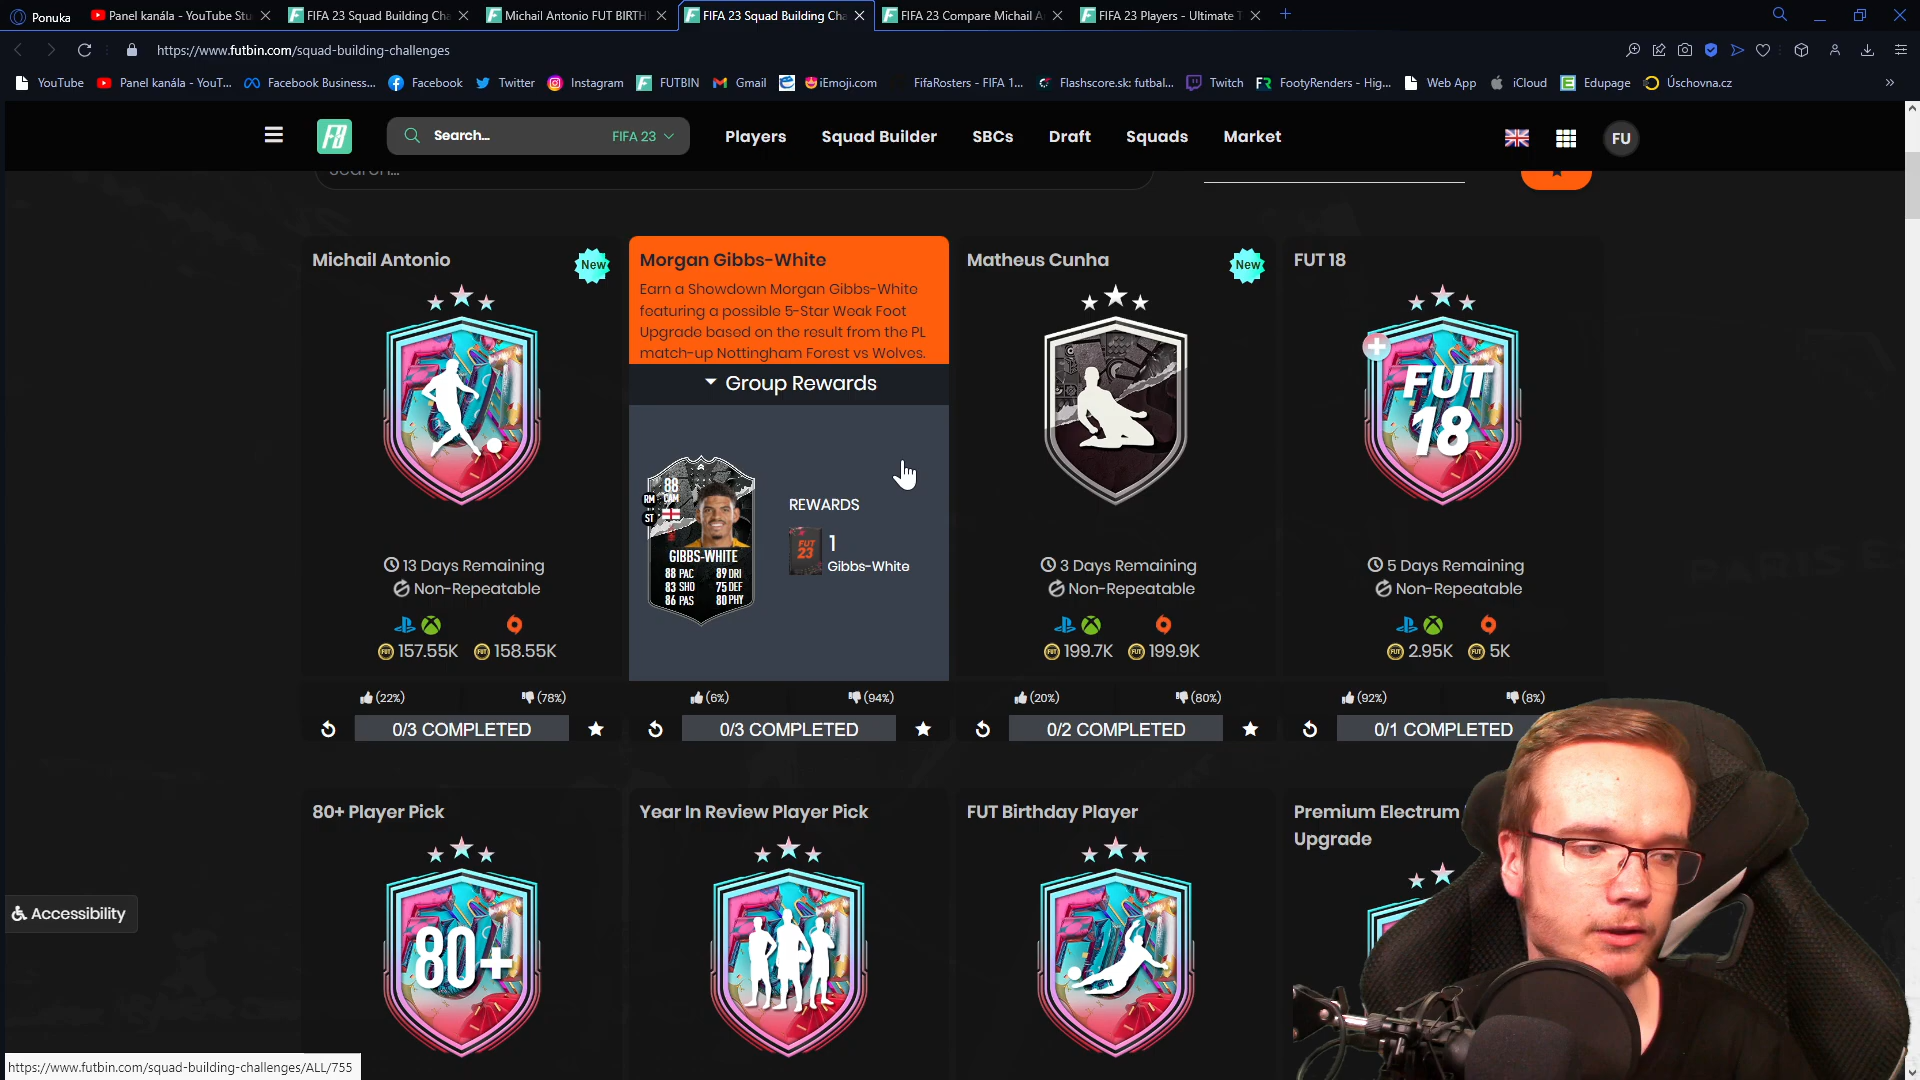 Ponuka
Panel kanála - YouTube Stu
FIFA 23 Squad Building Cha
Michail Antonio FUT BIRTH
FIFA 23 Squad Building Cha
FIFA 23 Compare Michail A
FIFA 23 Players - Ultimate T
https://www.futbin.com/squad-building-challenges
YouTube
Panel kanála - YouT...
Facebook Business...
Facebook
Twitter
Instagram
FUTBIN
Gmail
iEmoji.com
FifaRosters - FIFA 1...
Flashscore.sk: futbal...
Twitch
FootyRenders - Hig...
Web App
iCloud
Edupage
Úschovna.cz
Search...
FIFA 23
Players
Squad Builder
SBCs
Draft
Squads
Market
FU
Search...
Michail Antonio
New
13 Days Remaining
Non-Repeatable
157.55K
158.55K
(22%)
(78%)
0/3 COMPLETED
Morgan Gibbs-White
Earn a Showdown Morgan Gibbs-White
featuring a possible 5-Star Weak Foot
Upgrade based on the result from the PL
match-up Nottingham Forest vs Wolves.
Group Rewards
88
CAM
RM
ST
GIBBS-WHITE
88 PAC 89 DRI
83 SHO 75 DEF
86 PAS 80 PHY
REWARDS
FUT
23
1
Gibbs-White
(6%)
(94%)
0/3 COMPLETED
Matheus Cunha
New
3 Days Remaining
Non-Repeatable
199.7K
199.9K
(20%)
(80%)
0/2 COMPLETED
FUT 18
FUT
18
5 Days Remaining
Non-Repeatable
2.95K
5K
(92%)
(8%)
0/1 COMPLETED
80+ Player Pick
80+
Year In Review Player Pick
FUT Birthday Player
Premium Electrum
Upgrade
Accessibility
https://www.futbin.com/squad-building-challenges/ALL/755